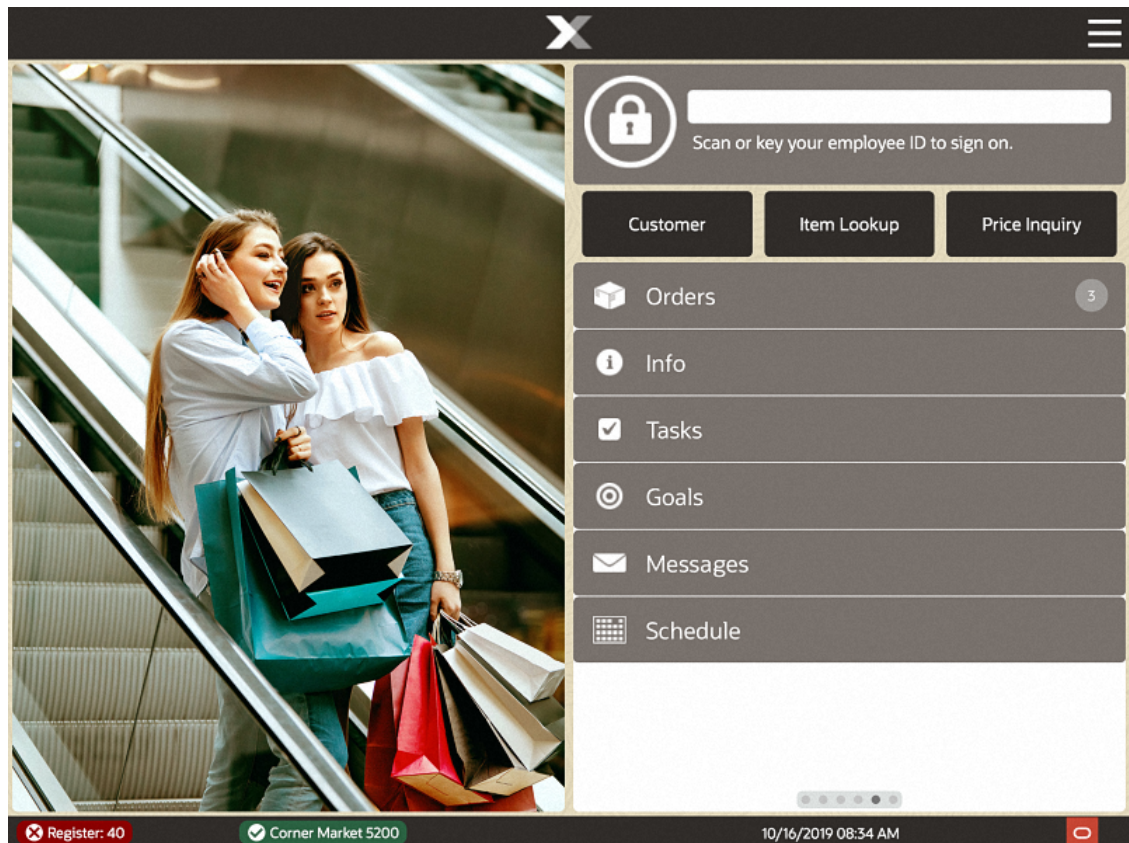 Scan or key your employee ID to sign on.
Customer Item Lookup Price Inquiry
Orders 3
Info
Tasks
Goals
Messages
Schedule
Register: 40 Corner Market 5200 10/16/2019 08:34 AM